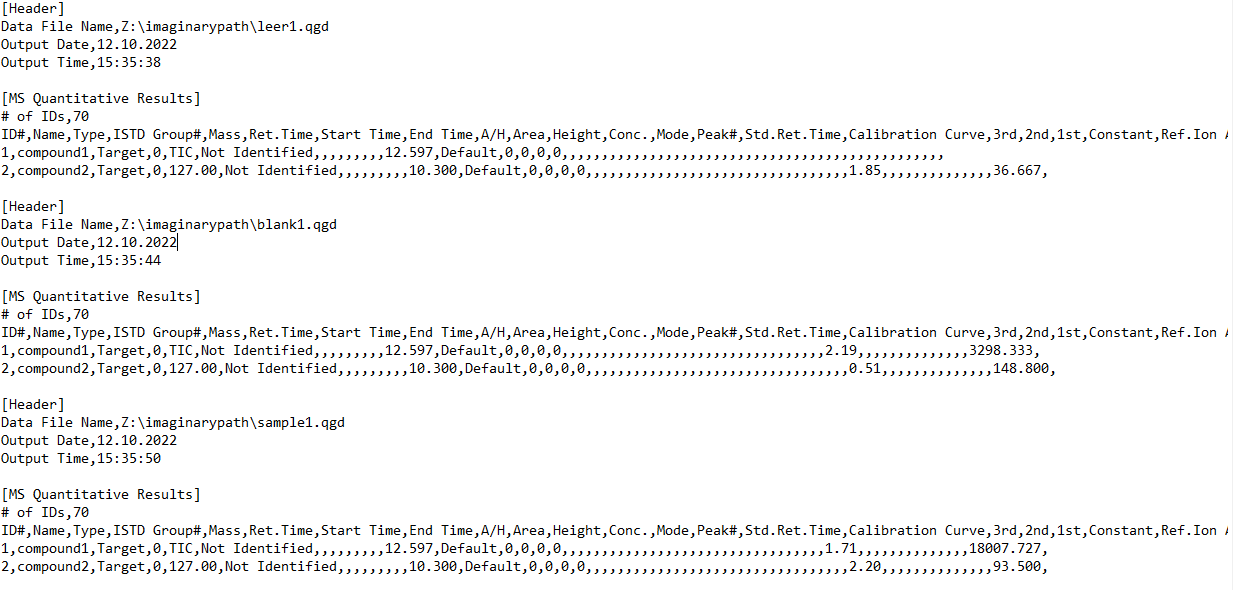 [Header]
Data File Name,Z:\imaginarypath\leer1.qgd
Output Date,12.10.2022
Output Time,15:35:38
[MS Quantitative Results]
# of IDs,70
ID#,Name,Type,ISTD Group#,Mass,Ret.Time,Start Time,End Time,A/H,Area,Height,Conc.,Mode,Peak#,Std.Ret.Time,Calibration Curve,3rd,2nd,1st,Constant,Ref.Ion
1,compound1,Target,0,TIC,Not Identified,,,,,,,,,12.597,Default,0,0,0,0,,,,,,,,,,,,,,,,,,,,,,,,,,,,,,,,,,,,,,,,,,,,,,,,
2,compound2,Target,0,127.00,Not Identified,,,,,,,,,10.300,Default,0,0,0,0,,,,,,,,,,,,,,,,,,,,,,,,,,,,,,,,,1.85,,,,,,,,,,,,,,36.667,
[Header]
Data File Name,Z:\imaginarypath\blank1.qgd
Output Date,12.10.2022
Output Time,15:35:44
[MS Quantitative Results]
# of IDs,70
ID#,Name,Type,ISTD Group#,Mass,Ret.Time,Start Time,End Time,A/H,Area,Height,Conc.,Mode,Peak#,Std.Ret.Time,Calibration Curve,3rd,2nd,1st,Constant,Ref.Ion
1,compound1,Target,0,TIC,Not Identified,,,,,,,,,12.597,Default,0,0,0,0,,,,,,,,,,,,,,,,,,,,,,,,,,,,,,,,,2.19,,,,,,,,,,,,,,3298.333,
2,compound2,Target,0,127.00,Not Identified,,,,,,,,,10.300,Default,0,0,0,0,,,,,,,,,,,,,,,,,,,,,,,,,,,,,,,,,0.51,,,,,,,,,,,,,,148.800,
[Header]
Data File Name,Z:\imaginarypath\sample1.qgd
Output Date,12.10.2022
Output Time,15:35:50
[MS Quantitative Results]
# of IDs,70
ID#,Name,Type,ISTD Group#,Mass,Ret.Time,Start Time,End Time,A/H,Area,Height,Conc.,Mode,Peak#,Std.Ret.Time,Calibration Curve,3rd,2nd,1st,Constant,Ref.Ion
1,compound1,Target,0,TIC,Not Identified,,,,,,,,,12.597,Default,0,0,0,0,,,,,,,,,,,,,,,,,,,,,,,,,,,,,,,,,1.71,,,,,,,,,,,,,,18007.727,
2,compound2,Target,0,127.00,Not Identified,,,,,,,,,10.300,Default,0,0,0,0,,,,,,,,,,,,,,,,,,,,,,,,,,,,,,,,,2.20,,,,,,,,,,,,,,93.500,